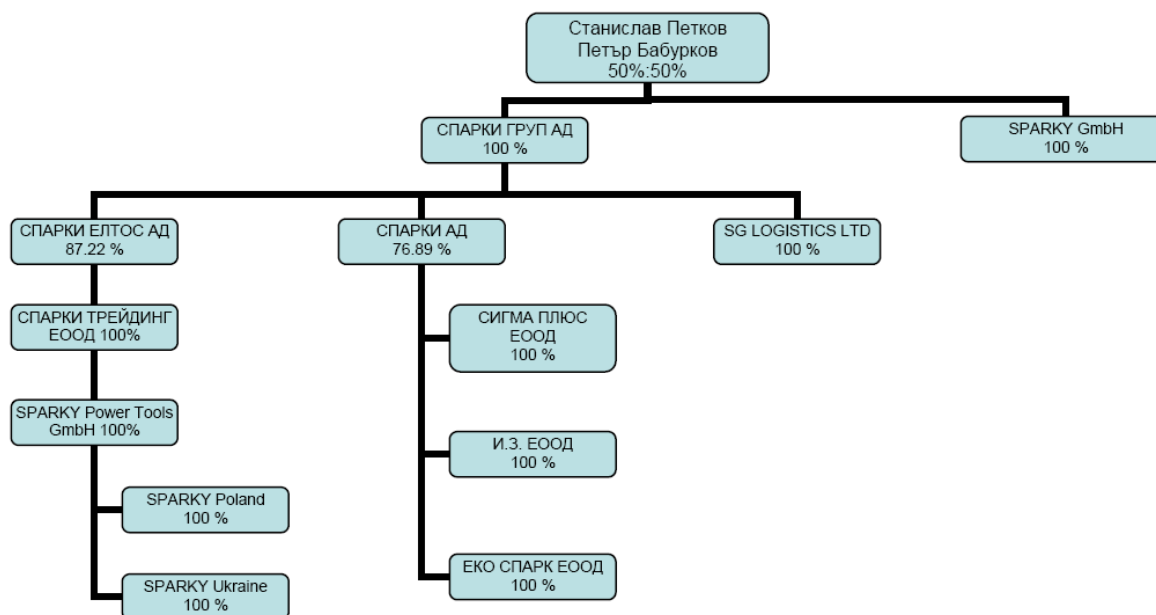 Станислав Петков
Петър Бабурков
50%:50%
СПАРКИ ГРУП АД
100 %
SPARKY GmbH
100 %
СПАРКИ ЕЛТОС АД
87.22 %
СПАРКИ АД
76.89 %
SG LOGISTICS LTD
100 %
СПАРКИ ТРЕЙДИНГ
ЕООД 100%
СИГМА ПЛЮС
ЕООД
100 %
SPARKY Power Tools
GmbH 100%
И.З. ЕООД
100 %
SPARKY Poland
100 %
ЕКО СПАРК ЕООД
100 %
SPARKY Ukraine
100 %